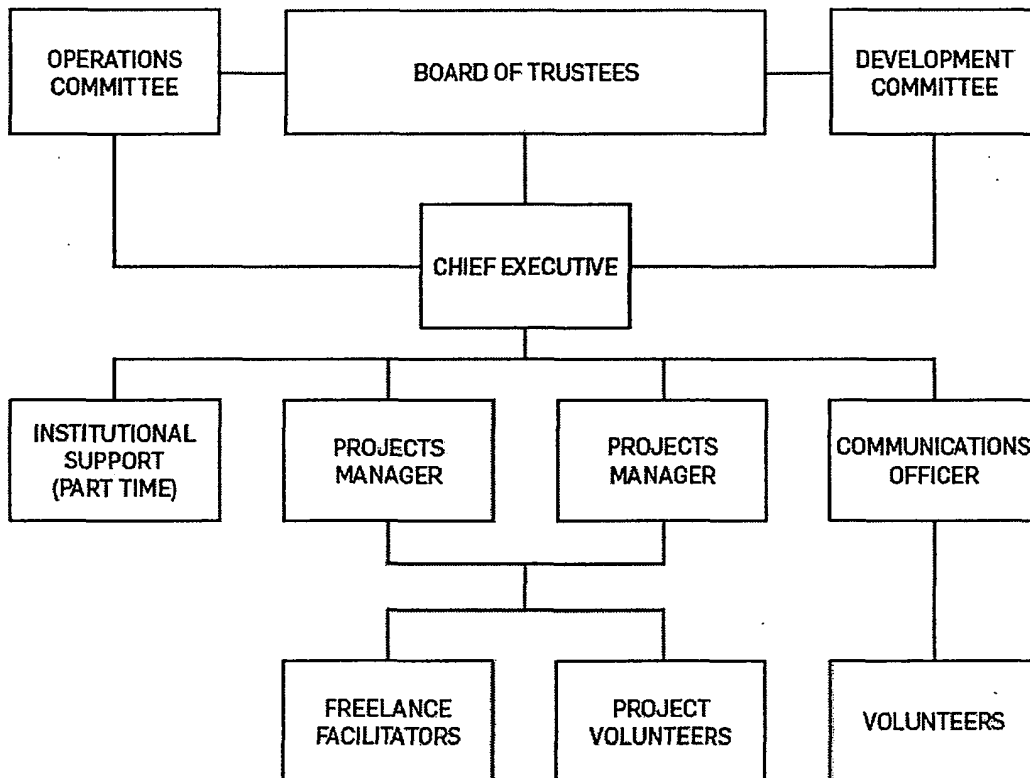 OPERATIONS
COMMITTEE
BOARD OF TRUSTEES
DEVELOPMENT
COMMITTEE
CHIEF EXECUTIVE
INSTITUTIONAL
SUPPORT
(PART TIME)
PROJECTS
MANAGER
PROJECTS
MANAGER
COMMUNICATIONS
OFFICER
FREELANCE
FACILITATORS
PROJECT
VOLUNTEERS
VOLUNTEERS